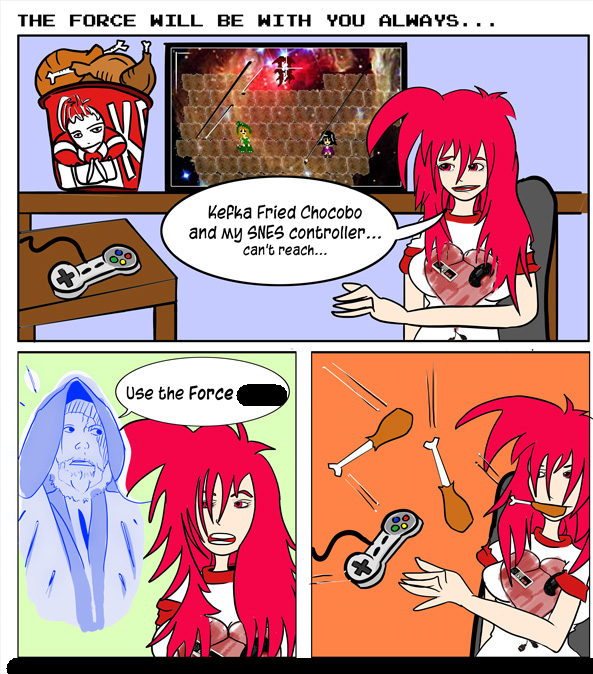 THE FORCE WILL BE WITH YOU ALWAYS...
Kefka Fried Chocobo
and my SNES controller...
can't reach...
Use the Force